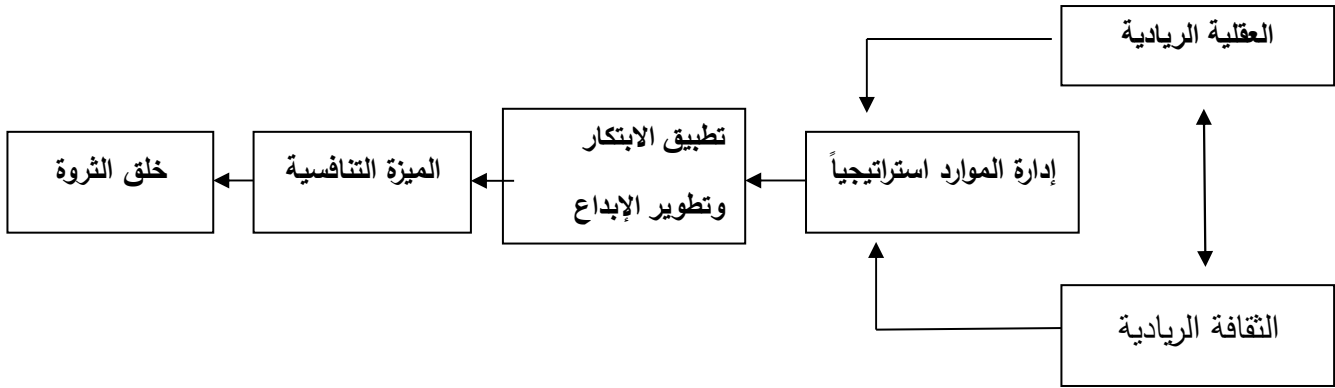 العقلية الريادية
تطبيق الابتكار
وتطوير الإبداع
إدارة الموارد استراتيجياً
الميزة التنافسية
خلق الثروة
الثقافة الريادية